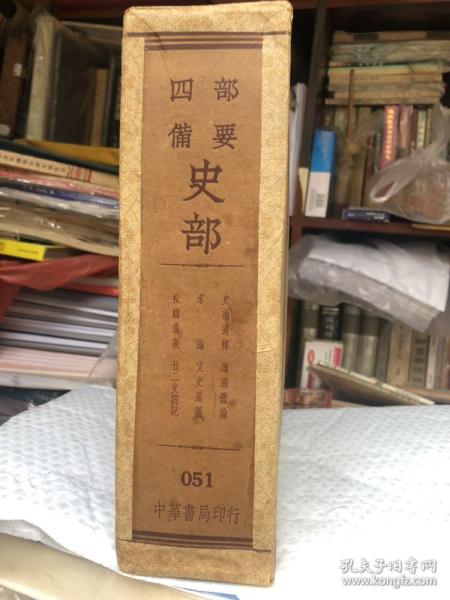 四部
備要
史部
史通通釋 讀通鑑論
宋論 文史通義
校讎通義 廿二史劄記
051
中華書局印行
孔夫子旧书网
www.kongfz.com